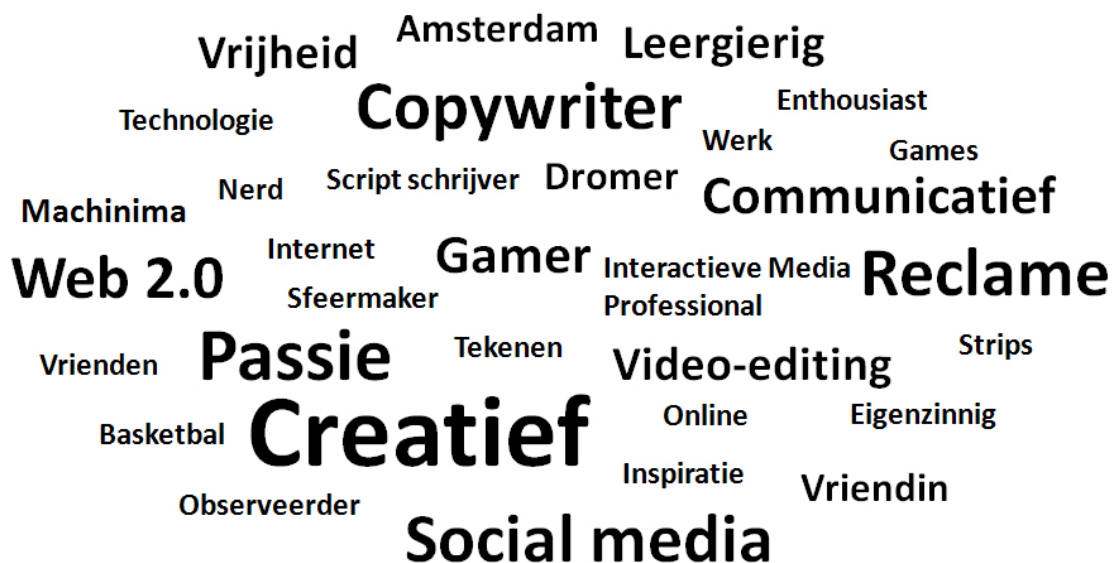 Amsterdam
Vrijheid
Leergierig
Copywriter
Enthousiast
Technologie
Werk
Games
Nerd
Script schrijver
Dromer
Communicatief
Machinima
Internet
Gamer
Web 2.0
Interactieve Media
Professional
Reclame
Sfeermaker
Vrienden
Passie
Tekenen
Video-editing
Strips
Basketbal
Creatief
Online
Eigenzinnig
Inspiratie
Vriendin
Observeerder
Social media